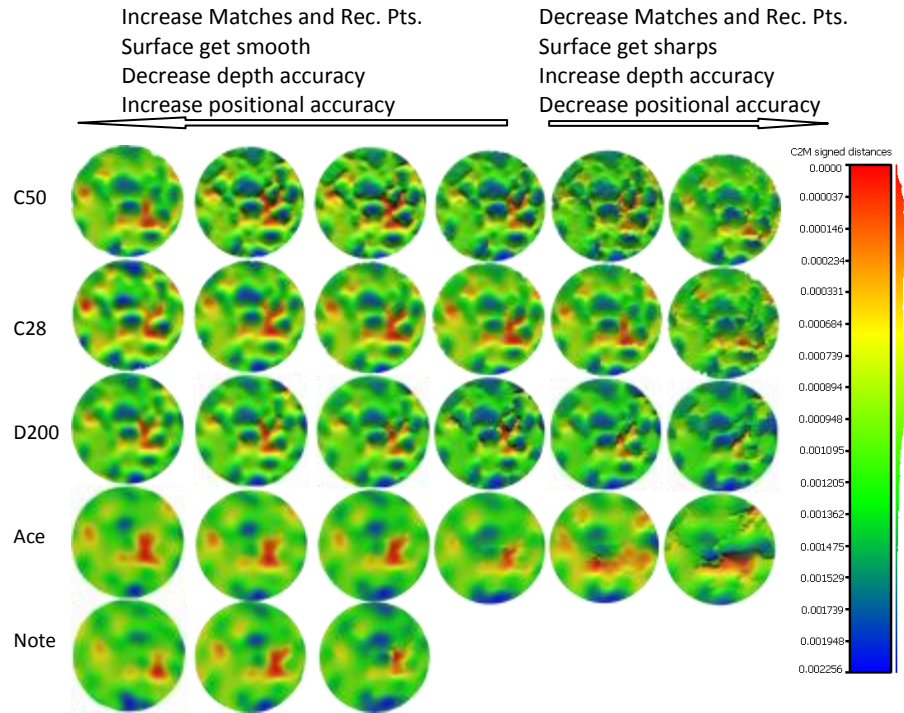 Increase Matches and Rec. Pts.
Surface get smooth
Decrease depth accuracy
Increase positional accuracy
Decrease Matches and Rec. Pts.
Surface get sharps
Increase depth accuracy
Decrease positional accuracy
C2M signed distances
0.0000
0.000037
0.000146
0.000234
0.000331
0.000684
0.000739
0.000894
0.000948
0.001095
0.001205
0.001362
0.001475
0.001529
0.001739
0.001948
0.002256
C50
C28
D200
Ace
Note